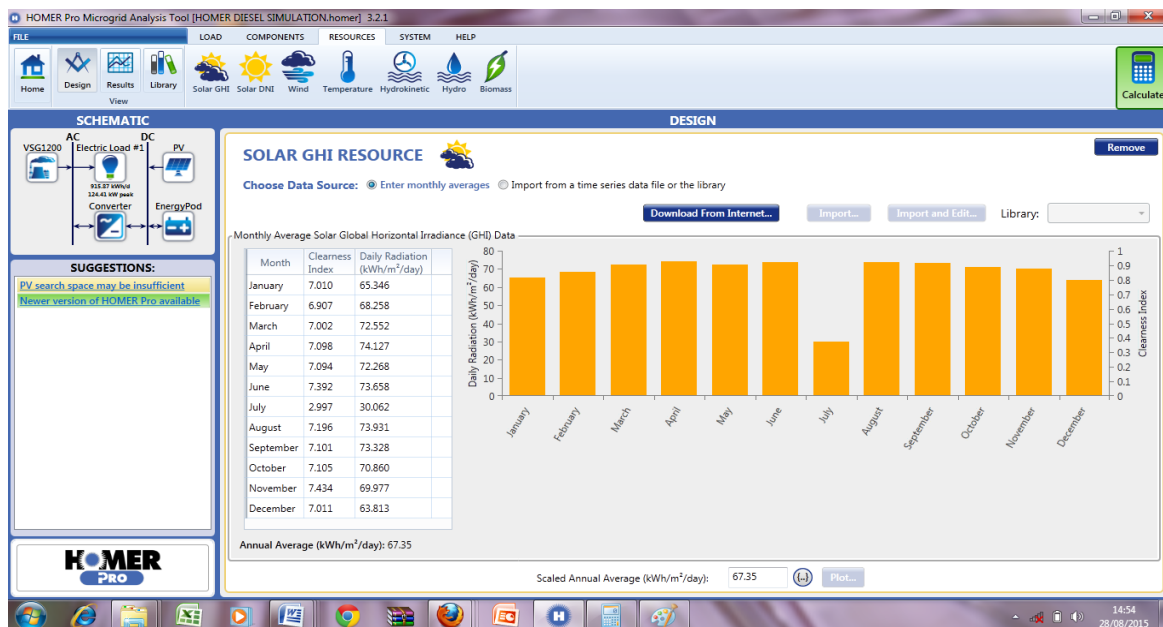 HOMER Pro Microgrid Analysis Tool [HOMER DIESEL SIMULATION.homer] 3.2.1
FILE LOAD COMPONENTS RESOURCES SYSTEM HELP
Home Design Results Library Solar GHI Solar DNI Wind Temperature Hydrokinetic Hydro Biomass
View
Calculate
SCHEMATIC
DESIGN
AC DC
VSG1200 Electric Load #1 PV
915.87 kWh/d
124.41 kW peak
Converter EnergyPod
SUGGESTIONS:
PV search space may be insufficient
Newer version of HOMER Pro available
HOMER
PRO
SOLAR GHI RESOURCE
Remove
Choose Data Source: Enter monthly averages Import from a time series data file or the library
Download From Internet... Import... Import and Edit... Library:
Monthly Average Solar Global Horizontal Irradiance (GHI) Data
Month Clearness Index Daily Radiation (kWh/m²/day)
January 7.010 65.346
February 6.907 68.258
March 7.002 72.552
April 7.098 74.127
May 7.094 72.268
June 7.392 73.658
July 2.997 30.062
August 7.196 73.931
September 7.101 73.328
October 7.105 70.860
November 7.434 69.977
December 7.011 63.813
Daily Radiation (kWh/m²/day)
80
70
60
50
40
30
20
10
0
1
0.9
0.8
0.7
0.6
0.5
0.4
0.3
0.2
0.1
0
Clearness Index
January February March April May June July August September October November December
Annual Average (kWh/m²/day): 67.35
Scaled Annual Average (kWh/m²/day): 67.35 {..} Plot...
14:54
28/08/2015